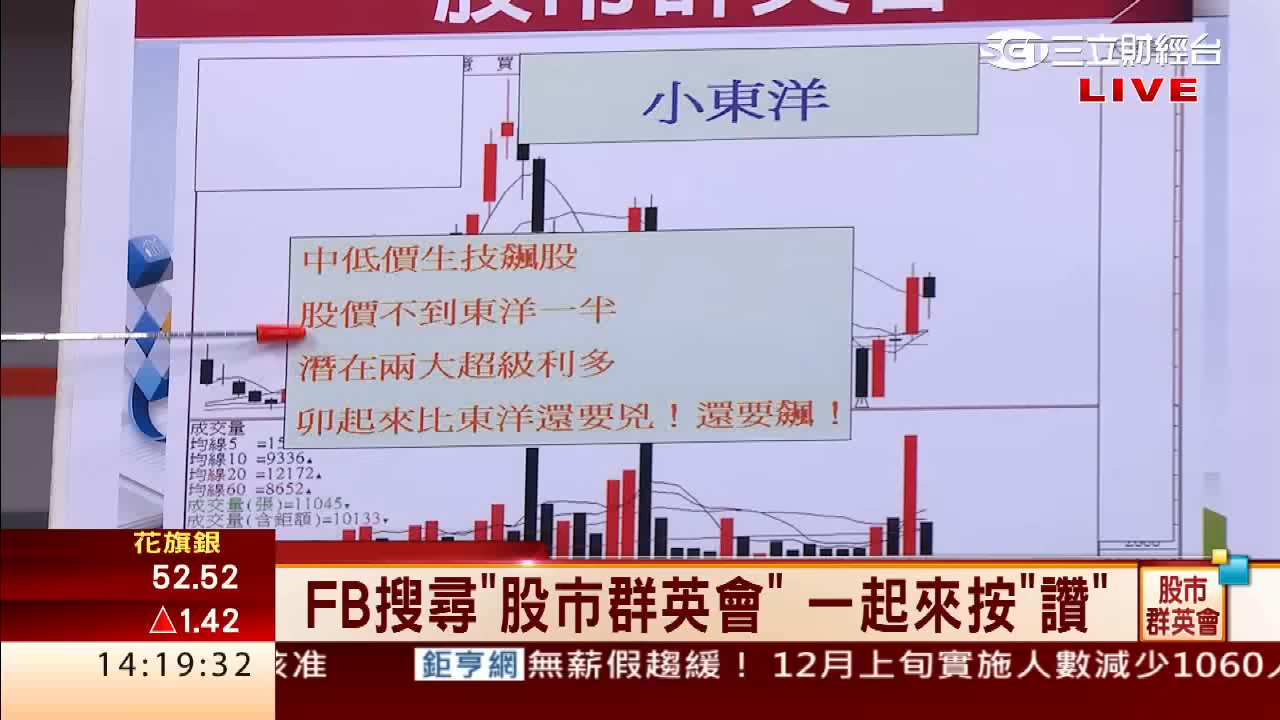 股市群英會
SET三立財經台
LIVE
買
小東洋
中低價生技飆股
股價不到東洋一半
潛在兩大超級利多
卯起來比東洋還要兇！還要飆！
成交量
均線5 =15
均線10 =9336▲
均線20 =12172▲
均線60 =8652▲
成交量(張)=11045▼
成交量(含鉅額)=10133▼
花旗銀
52.52
△1.42
FB搜尋"股市群英會" 一起來按"讚"
股市
群英會
14:19:32
核准 鉅亨網 無薪假趨緩！ 12月上旬實施人數減少1060人